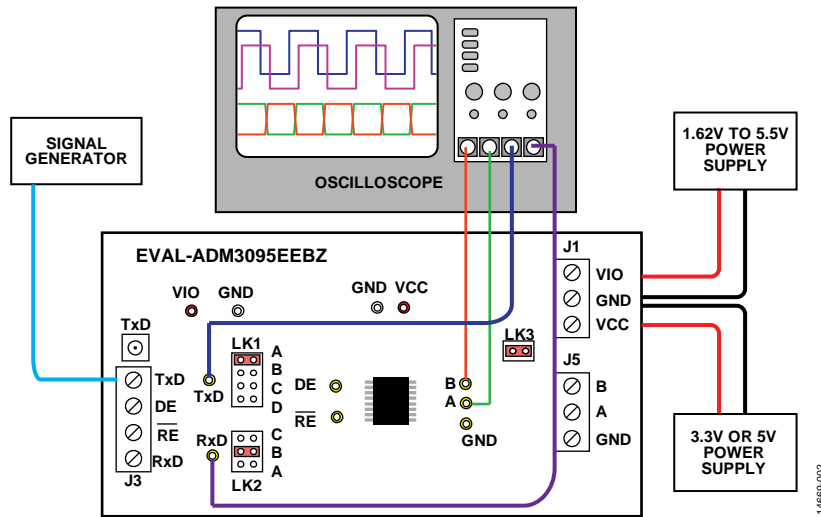 SIGNAL
GENERATOR
OSCILLOSCOPE
1.62V TO 5.5V
POWER
SUPPLY
EVAL-ADM3095EEBZ
J1
VIO
GND
VCC
VIO
GND
GND
VCC
TxD
LK1
A
B
C
D
LK3
TxD
DE
RE
RxD
J3
TxD
DE
RE
B
A
GND
J5
B
A
GND
RxD
C
B
A
LK2
3.3V OR 5V
POWER
SUPPLY
14669-002